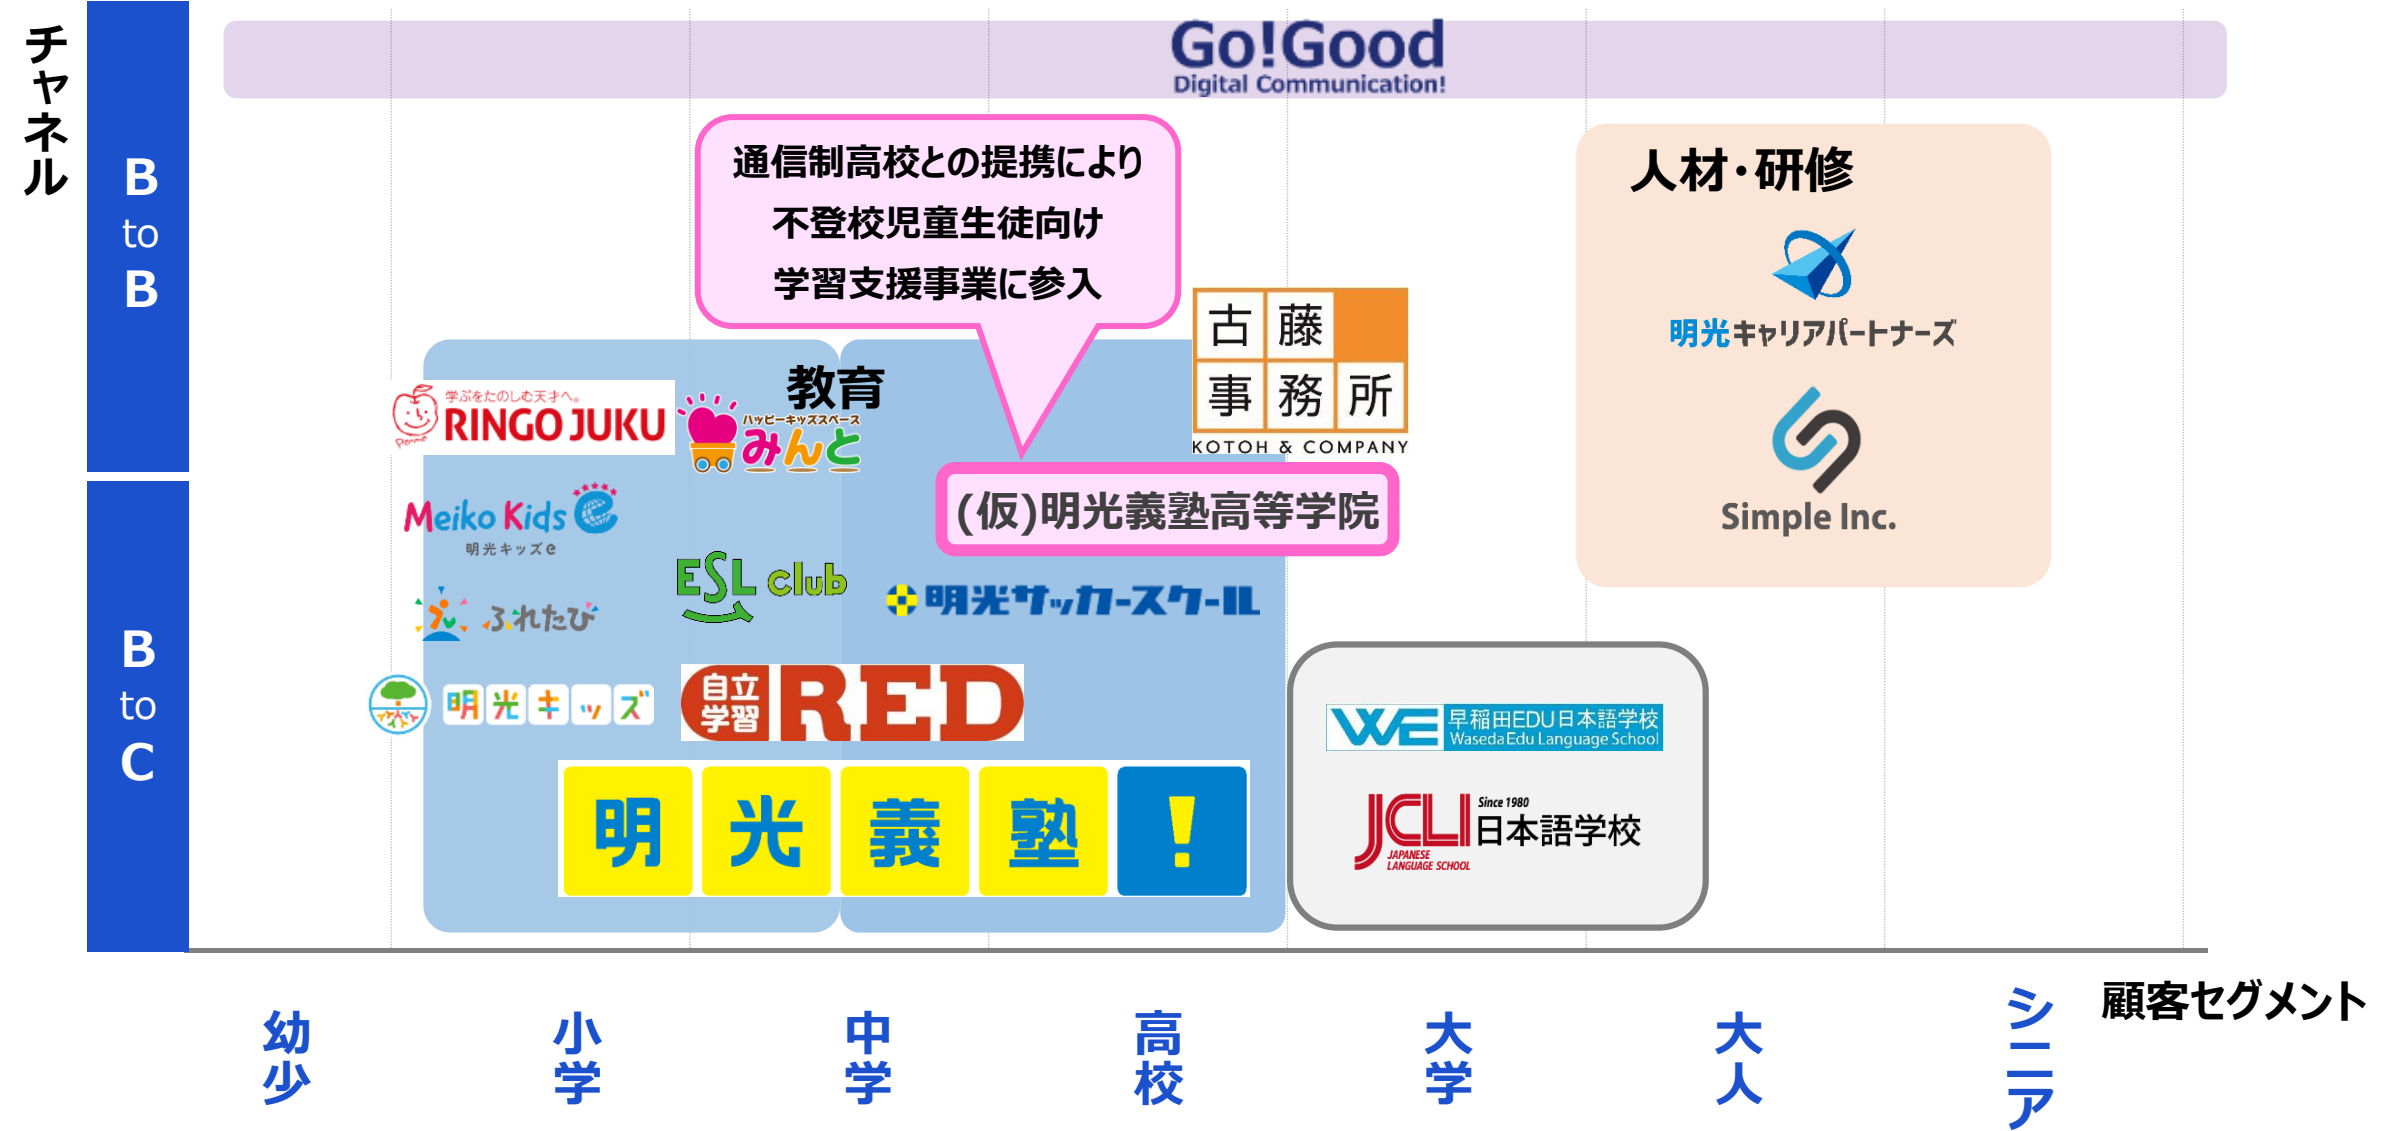 チャネル
B
to
B
B
to
C
Go!Good
Digital Communication!
通信制高校との提携により
不登校児童生徒向け
学習支援事業に参入
人材・研修
明光キャリアパートナーズ
Simple Inc.
古藤
事務所
KOTOH & COMPANY
教育
学ぶをたのしむ天才へ。
RINGO JUKU
Penmé
ハッピーキッズスペース
みんと
(仮)明光義塾高等学院
Meiko Kids e
明光キッズe
ESL club
明光サッカースクール
ふれたび
明光キッズ
自立
学習
RED
明光義塾!
WE
早稲田EDU日本語学校
WasedaEdu Language School
JCLI
Since 1980
日本語学校
JAPANESE
LANGUAGE SCHOOL
顧客セグメント
幼少
小学
中学
高校
大学
大人
シニア